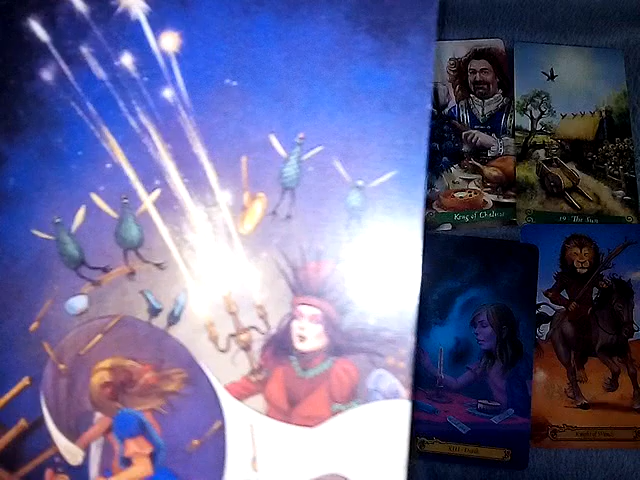 King of Chalices
19 The Sun
XIII · Death
Knight of Wands